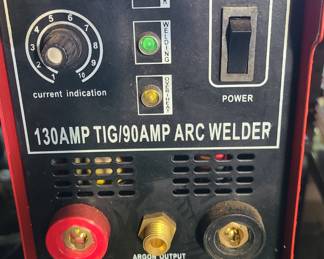 WELDING
1 2 3 4 5 6 7 8 9 10
current indication
POWER
130AMP TIG/90AMP ARC WELDER
ARGON OUTPUT